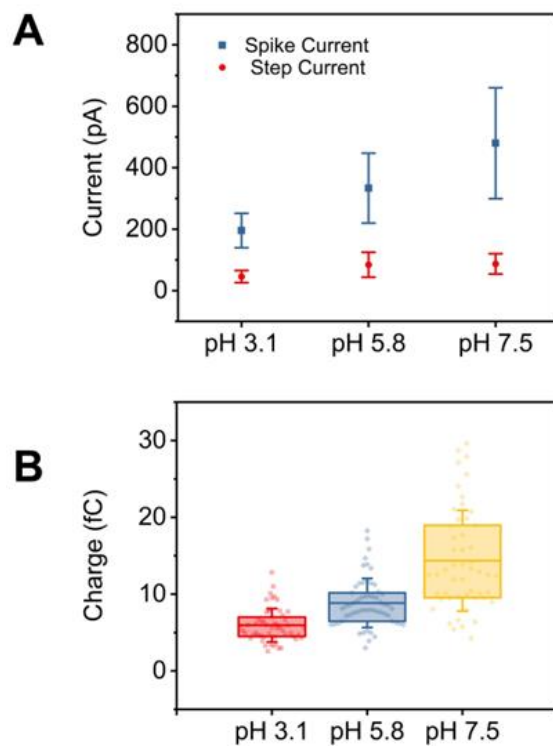 A
800
600
400
200
0
Current (pA)
Spike Current
Step Current
pH 3.1 pH 5.8 pH 7.5
B
30
20
10
0
Charge (fC)
pH 3.1 pH 5.8 pH 7.5